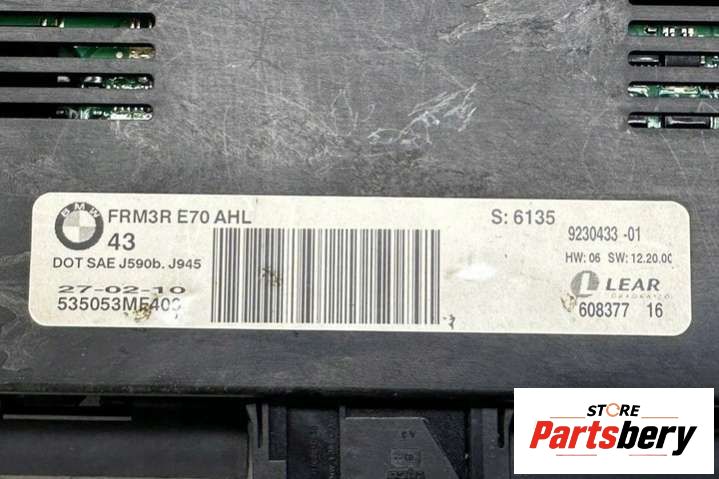 BMW
FRM3R E70 AHL
43
DOT SAE J590b. J945
27-02-10
535053MF403
S: 6135
9230433 -01
HW: 06 SW: 12.20.00
LEAR
608377 16
STORE
Partsbery